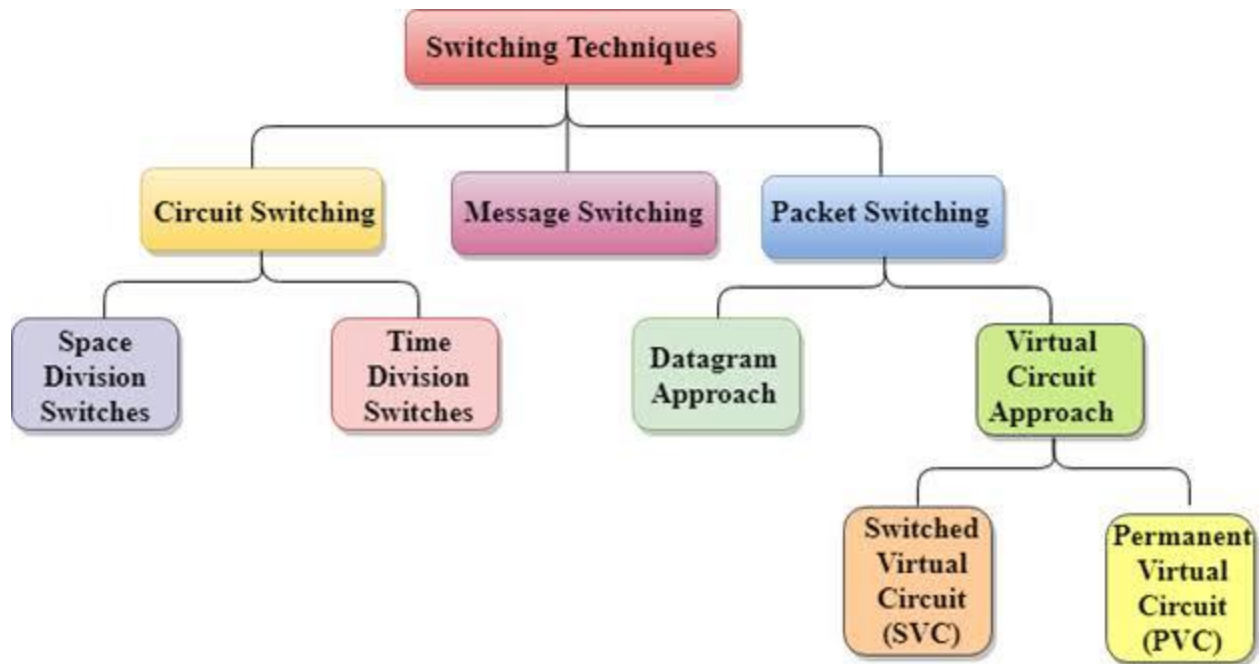 Switching Techniques
Circuit Switching
Message Switching
Packet Switching
Space
Division
Switches
Time
Division
Switches
Datagram
Approach
Virtual
Circuit
Approach
Switched
Virtual
Circuit
(SVC)
Permanent
Virtual
Circuit
(PVC)